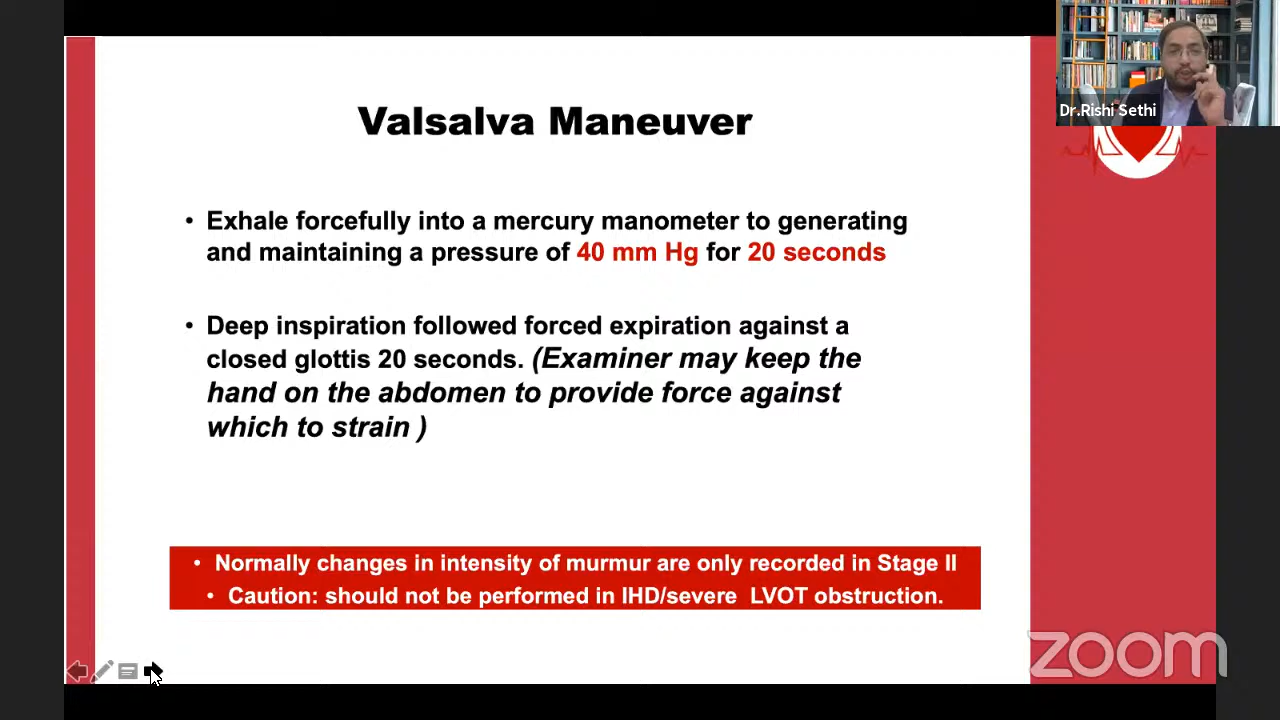 Dr.Rishi Sethi
Valsalva Maneuver
• Exhale forcefully into a mercury manometer to generating
and maintaining a pressure of 40 mm Hg for 20 seconds
• Deep inspiration followed forced expiration against a
closed glottis 20 seconds. (Examiner may keep the
hand on the abdomen to provide force against
which to strain )
• Normally changes in intensity of murmur are only recorded in Stage II
• Caution: should not be performed in IHD/severe LVOT obstruction.
zoom